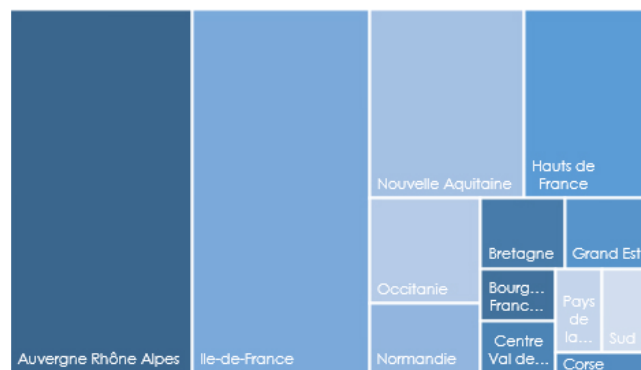 Auvergne Rhône Alpes
Ile-de-France
Nouvelle Aquitaine
Hauts de
France
Occitanie
Normandie
Bretagne
Grand Est
Bourg...
Franc...
Centre
Val de...
Pays
de
la...
Sud
Corse